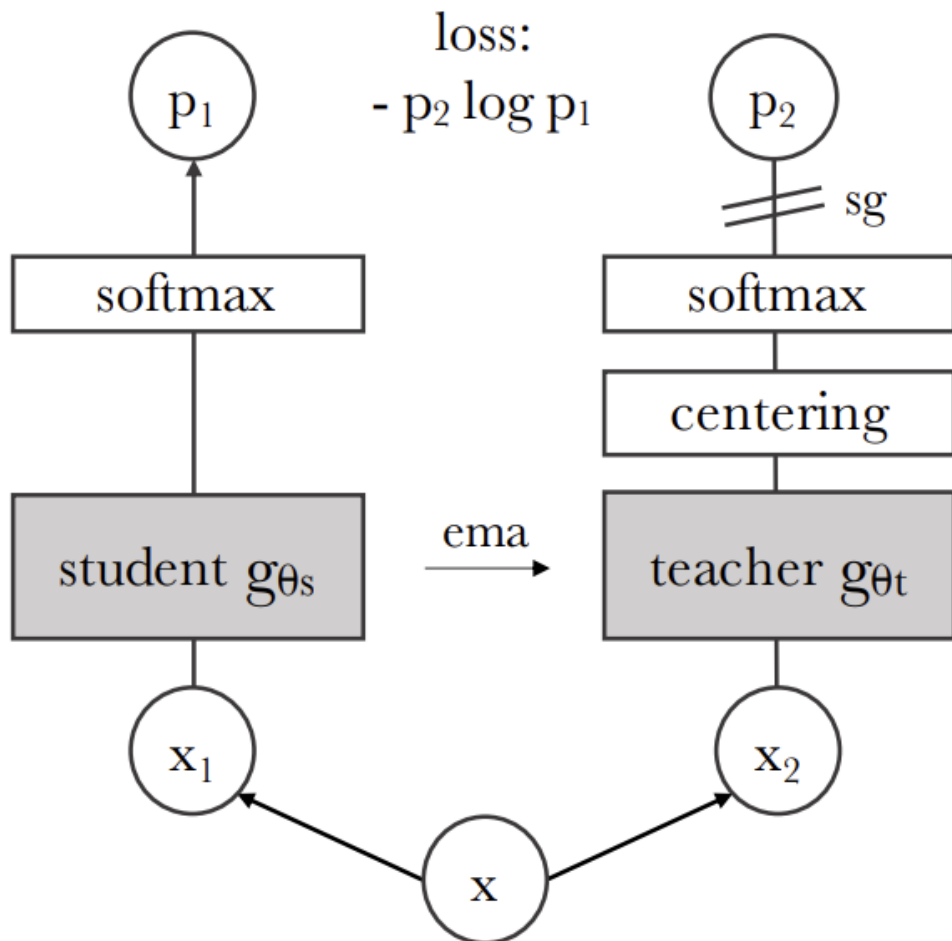 loss:
- p₂ log p₁
p₁
p₂
sg
softmax
softmax
centering
student gθs
ema
teacher gθt
x₁
x₂
x